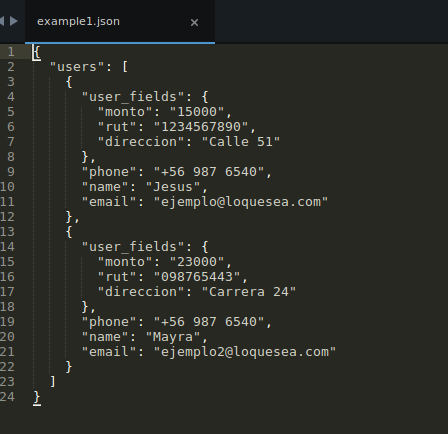 example1.json ×
1 {
2 "users": [
3 {
4 "user_fields": {
5 "monto": "15000",
6 "rut": "1234567890",
7 "direccion": "Calle 51"
8 },
9 "phone": "+56 987 6540",
10 "name": "Jesus",
11 "email": "ejemplo@loquesea.com"
12 },
13 {
14 "user_fields": {
15 "monto": "23000",
16 "rut": "098765443",
17 "direccion": "Carrera 24"
18 },
19 "phone": "+56 987 6540",
20 "name": "Mayra",
21 "email": "ejemplo2@loquesea.com"
22 }
23 ]
24 }